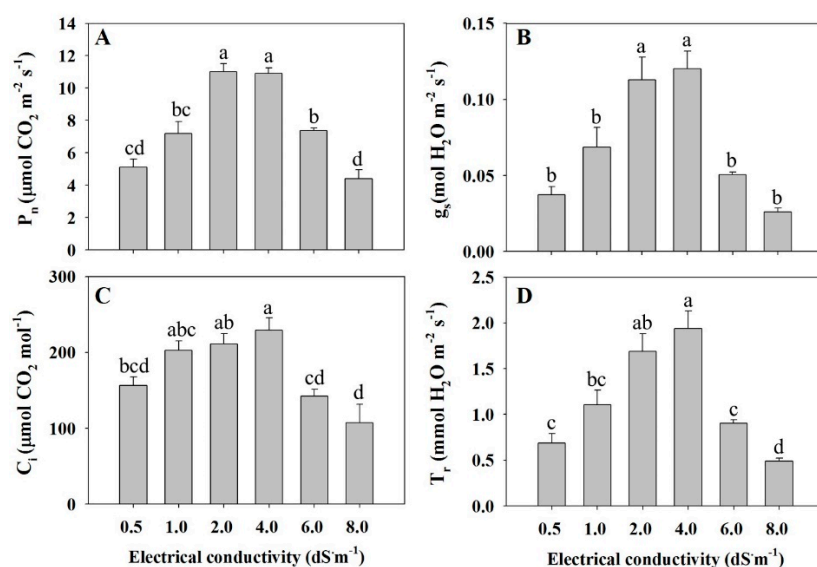 A
P_n (μmol CO₂ m⁻² s⁻¹)
14
12
10
8
6
4
2
0
cd
bc
a
a
b
d
B
g_s(mol H₂O m⁻² s⁻¹)
0.15
0.10
0.05
0.00
b
b
a
a
b
b
C
C_i (μmol CO₂ mol⁻¹)
300
200
100
0
bcd
abc
ab
a
cd
d
0.5 1.0 2.0 4.0 6.0 8.0
Electrical conductivity (dS·m⁻¹)
D
T_r (mmol H₂O m⁻² s⁻¹)
2.5
2.0
1.5
1.0
0.5
0.0
c
bc
ab
a
c
d
0.5 1.0 2.0 4.0 6.0 8.0
Electrical conductivity (dS·m⁻¹)